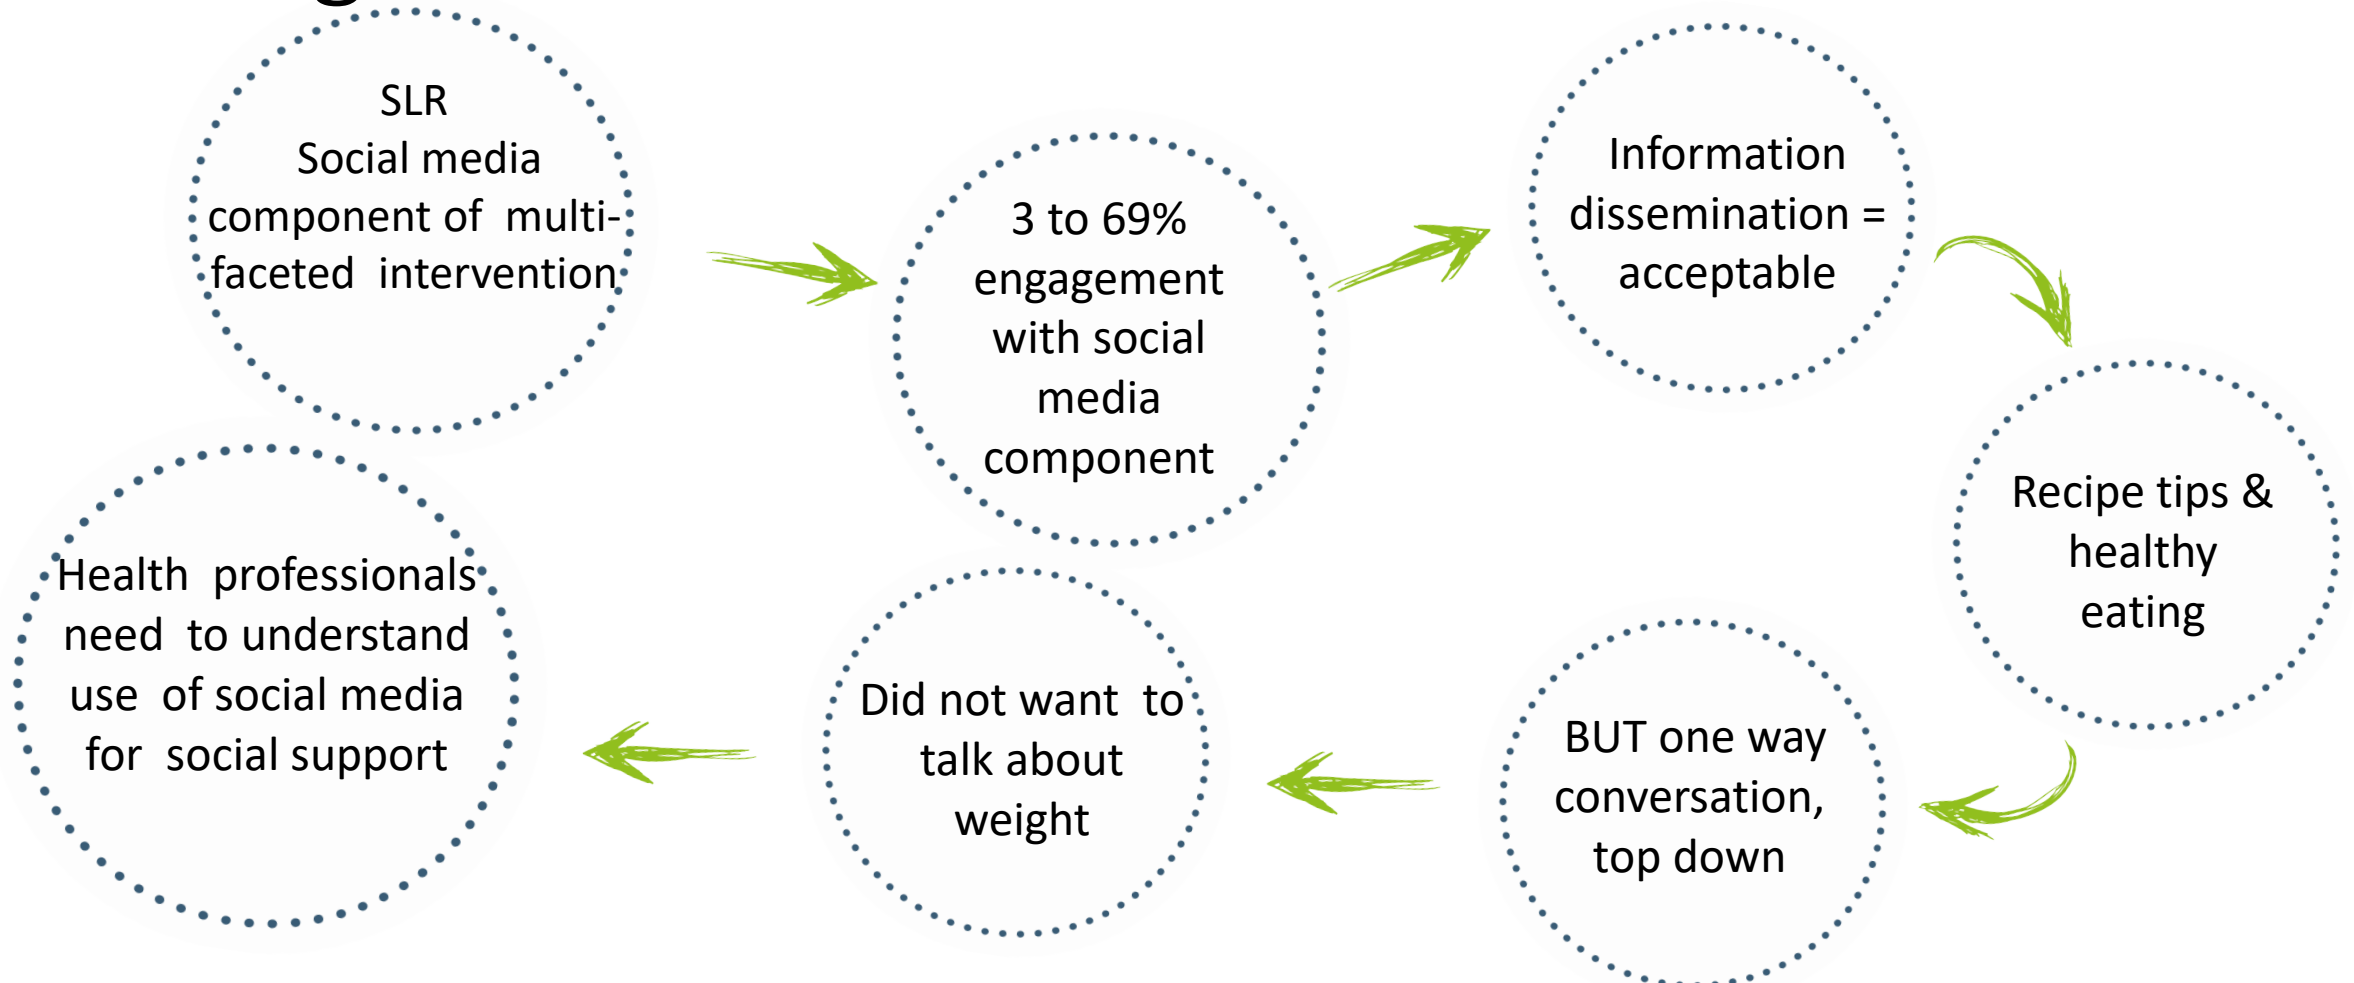 SLR
Social media
component of multi-
faceted intervention
3 to 69%
engagement
with social
media
component
Information
dissemination =
acceptable
Recipe tips &
healthy
eating
BUT one way
conversation,
top down
Did not want to
talk about
weight
Health professionals
need to understand
use of social media
for social support